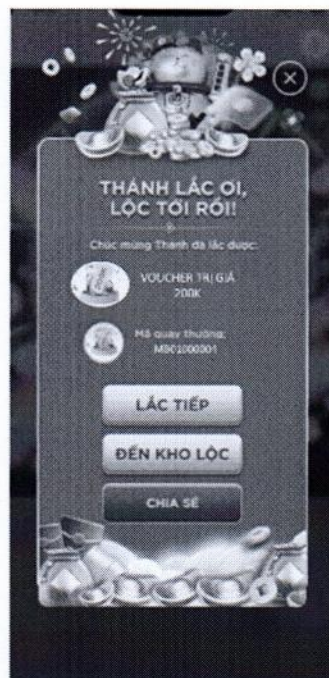 THÁNH LẮC ƠI,
LỘC TỚI RỒI!
Chúc mừng Thánh đã lắc được:
VOUCHER TRỊ GIÁ
200K
Mã quay thưởng:
MB01000001
LẮC TIẾP
ĐẾN KHO LỘC
CHIA SẺ